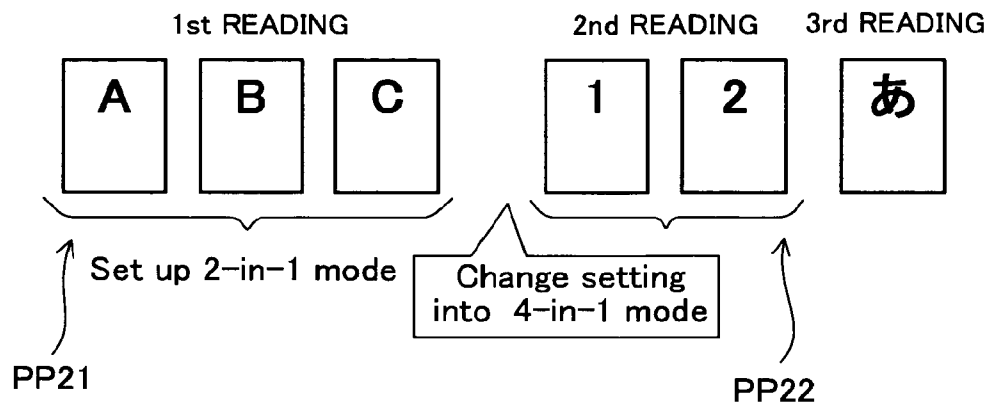 1st READING 2nd READING 3rd READING
A B C 1 2 あ
Set up 2-in-1 mode
Change setting
into 4-in-1 mode
PP21
PP22